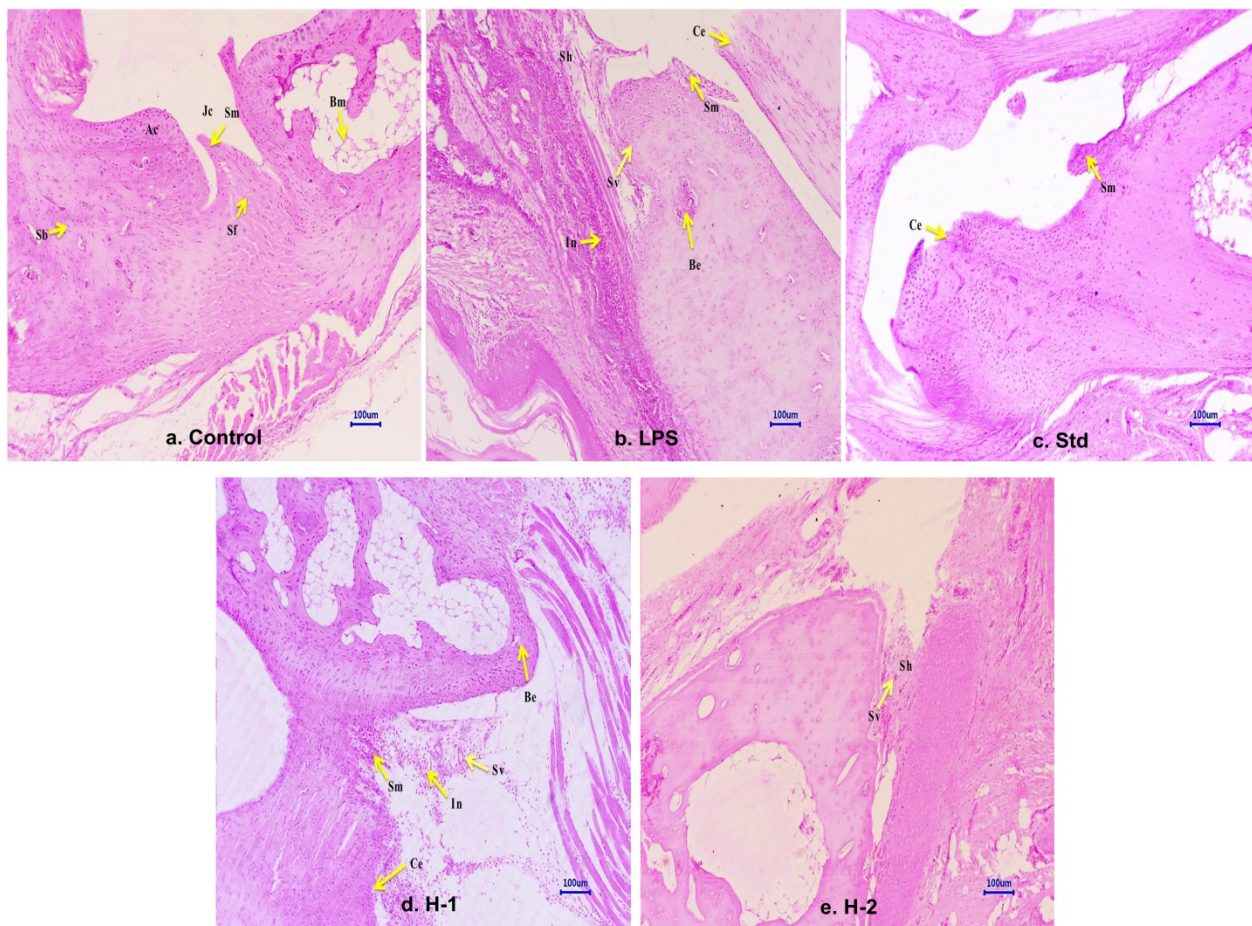 Ac
Jc
Sm
Bm
Sb
Sf
100um
a. Control
Sh
Ce
Sm
Sv
In
Be
100um
b. LPS
Sm
Ce
100um
c. Std
Be
Sm
In
Sv
Ce
100um
d. H-1
Sh
Sv
100um
e. H-2